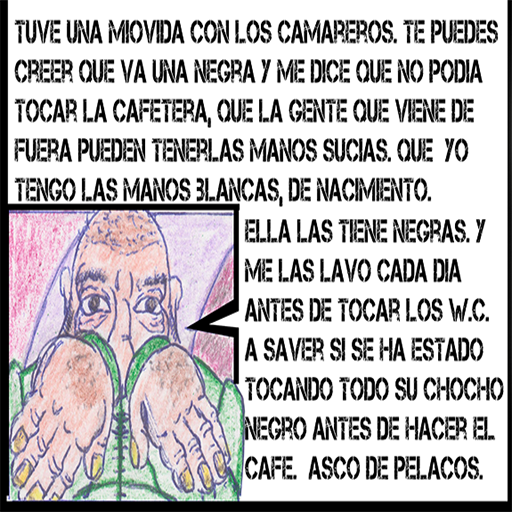 TUVE UNA MIOVIDA CON LOS CAMAREROS. TE PUEDES
CREER QUE VA UNA NEGRA Y ME DICE QUE NO PODIA
TOCAR LA CAFETERA, QUE LA GENTE QUE VIENE DE
FUERA PUEDEN TENERLAS MANOS SUCIAS. QUE YO
TENGO LAS MANOS BLANCAS, DE NACIMIENTO.
ELLA LAS TIENE NEGRAS. Y
ME LAS LAVO CADA DIA
ANTES DE TOCAR LOS W.C.
A SAVER SI SE HA ESTADO
TOCANDO TODO SU CHOCHO
NEGRO ANTES DE HACER EL
CAFE. ASCO DE PELACOS.